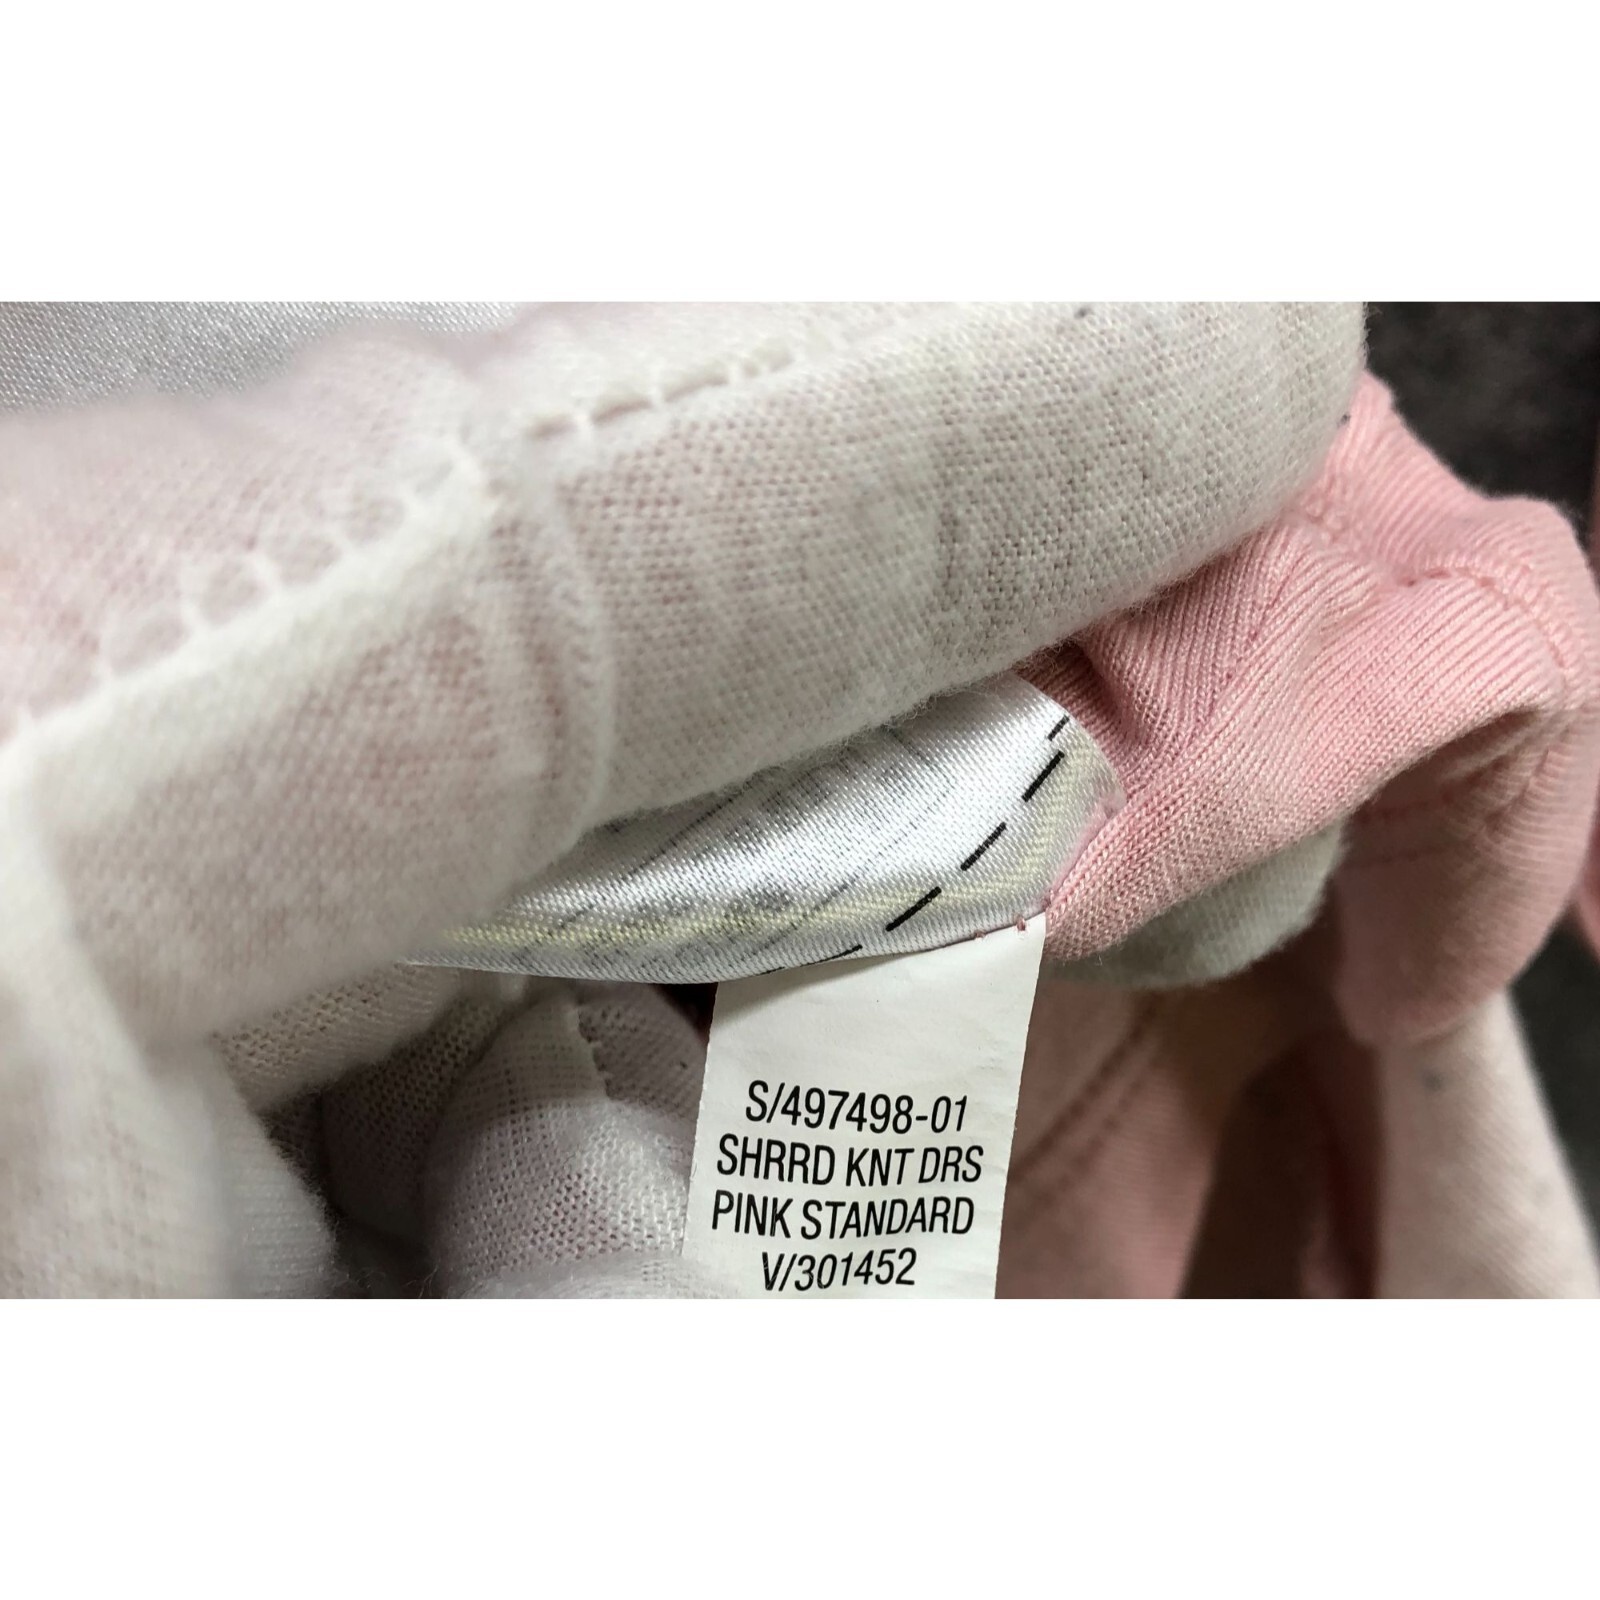 S/497498-01
SHRRD KNT DRS
PINK STANDARD
V/301452